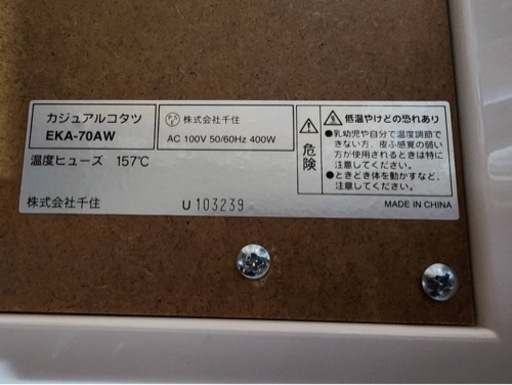 カジュアルコタツ
EKA-70AW
株式会社千住
AC 100V 50/60Hz 400W
温度ヒューズ 157℃
株式会社千住
U 103239
危険
低温やけどの恐れあり
●乳幼児や自分で温度調節で
きない方、皮ふ感覚の弱い
方が使用されるときは特に
注意してください。
●ときどき体を動かすなど、
注意してください。
MADE IN CHINA